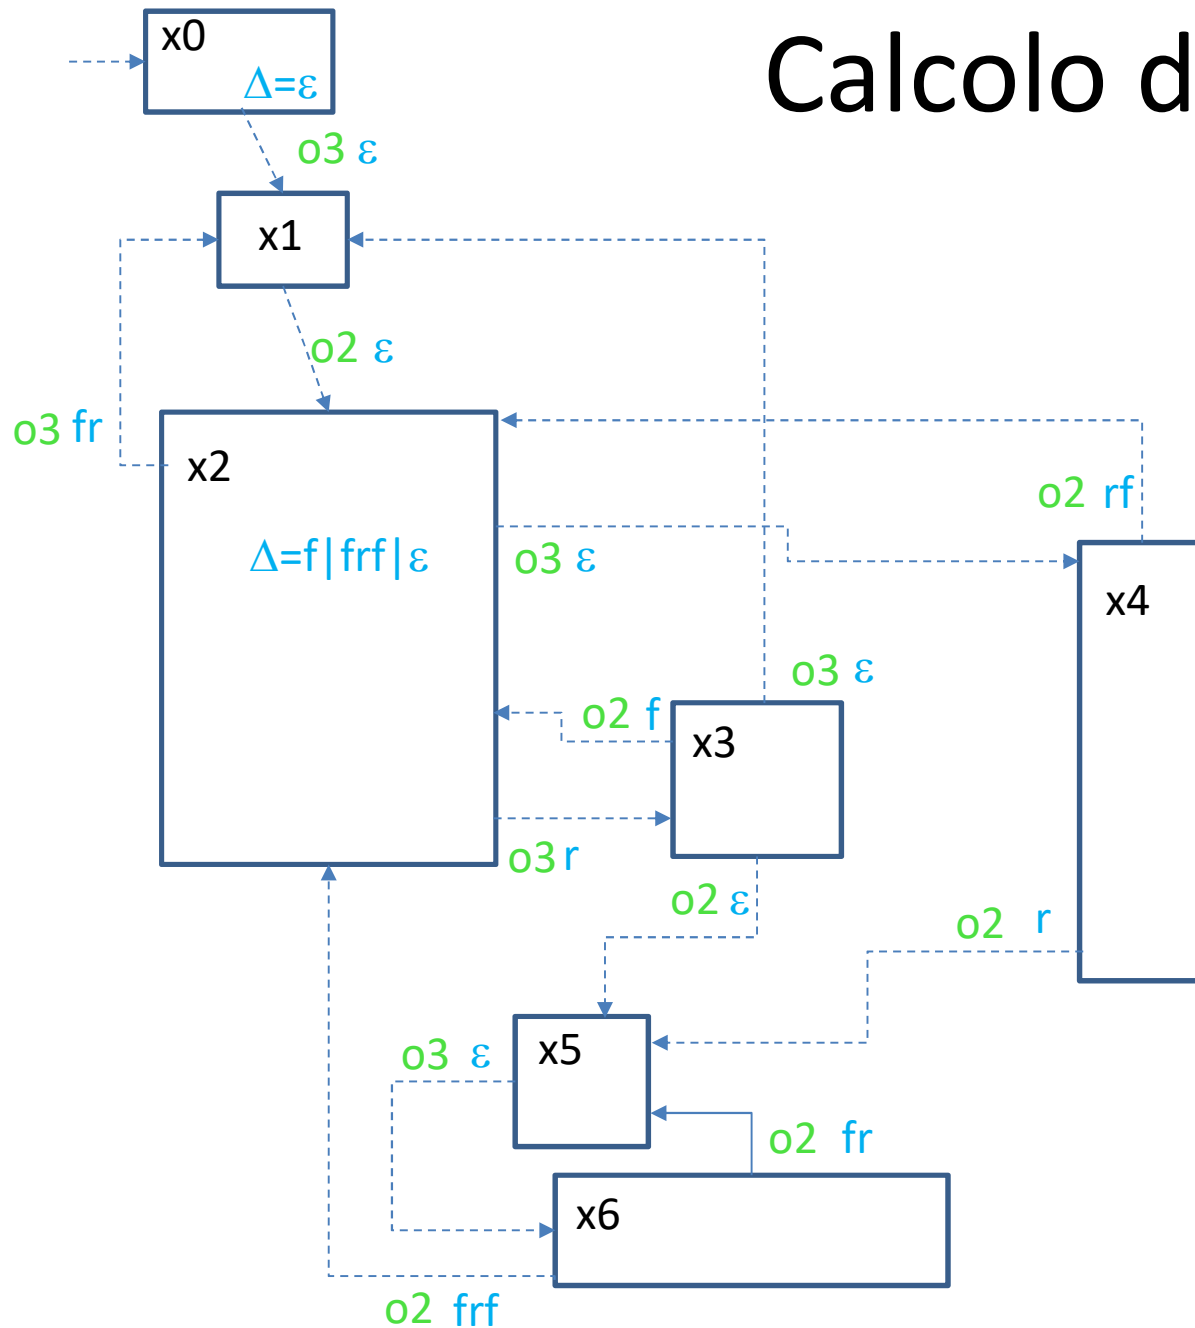 x0
Calcolo d
Δ=ε
o3 ε
x1
o2 ε
o3 fr
x2
o2 rf
Δ=f|frf|ε
o3 ε
x4
o3 ε
o2 f
x3
o3 r
o2 ε
o2 r
o3 ε
x5
o2 fr
x6
o2 frf